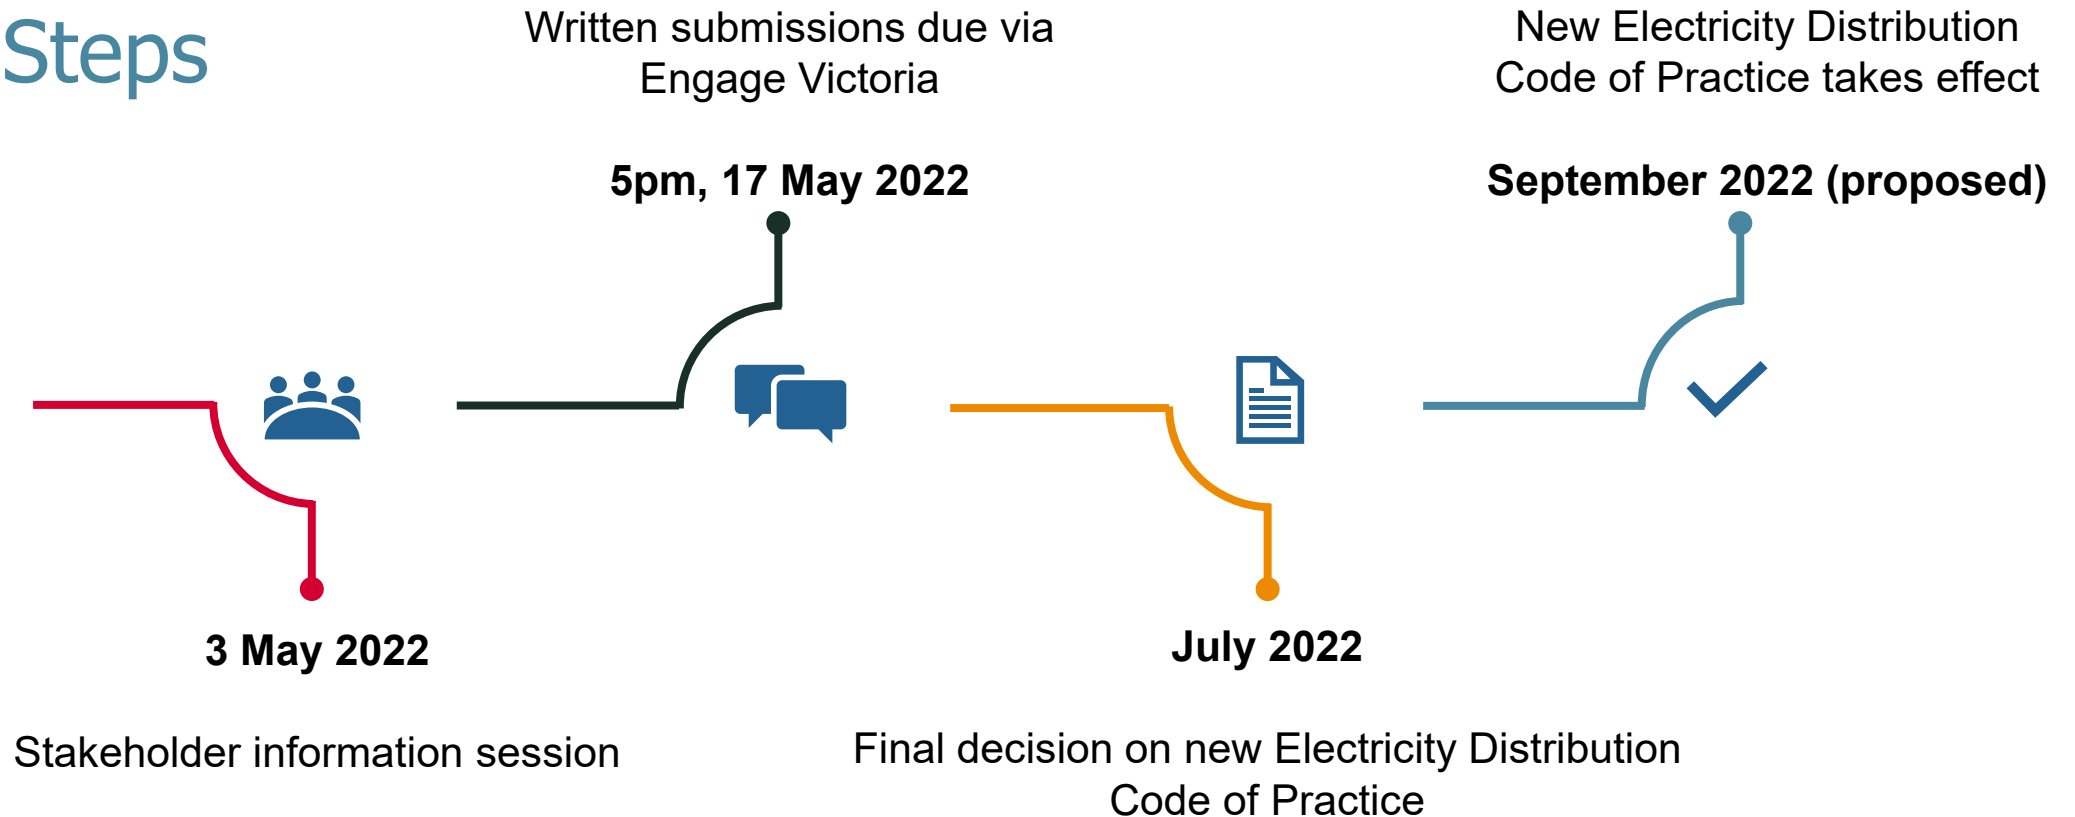 Steps
Written submissions due via
Engage Victoria
5pm, 17 May 2022
New Electricity Distribution
Code of Practice takes effect
September 2022 (proposed)
3 May 2022
Stakeholder information session
July 2022
Final decision on new Electricity Distribution
Code of Practice